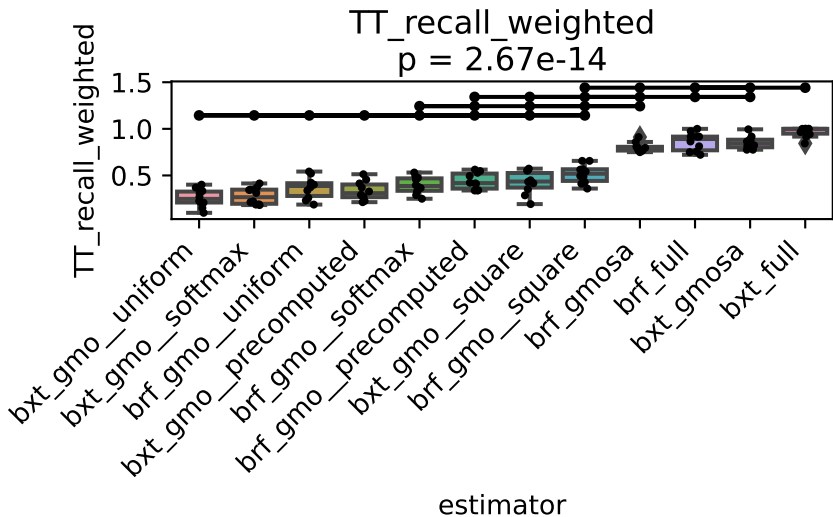 TT_recall_weighted
p = 2.67e-14
TT_recall_weighted
1.5
1.0
0.5
bxt_gmo__uniform
bxt_gmo__softmax
brf_gmo__uniform
bxt_gmo__precomputed
brf_gmo__softmax
brf_gmo__precomputed
bxt_gmo__square
brf_gmo__square
brf_gmosa
brf_full
bxt_gmosa
bxt_full
estimator